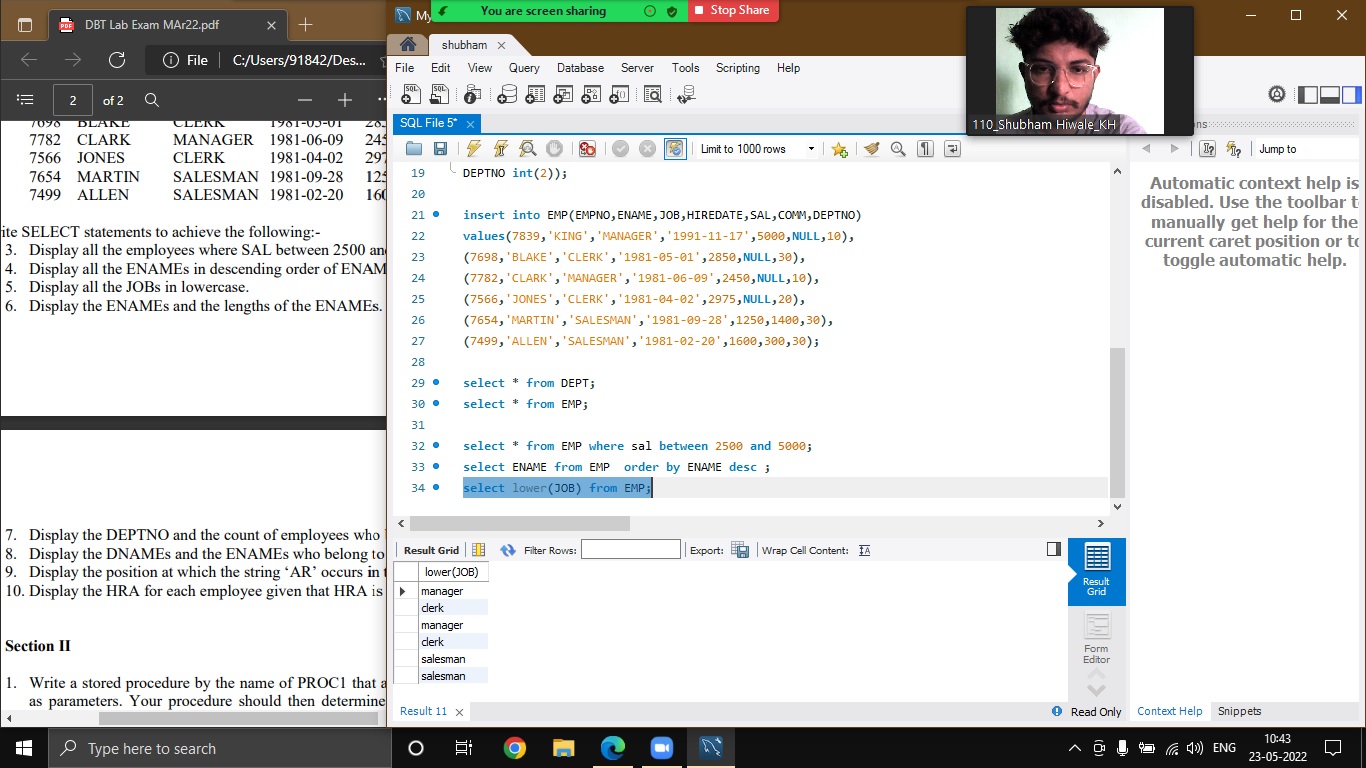 DBT Lab Exam MAr22.pdf
File
C:/Users/91842/Des...
2
of 2
7698 BLAKE CLERK 1981-05-01
7782 CLARK MANAGER 1981-06-09 245
7566 JONES CLERK 1981-04-02 297
7654 MARTIN SALESMAN 1981-09-28 125
7499 ALLEN SALESMAN 1981-02-20 160
ite SELECT statements to achieve the following:-
3. Display all the employees where SAL between 2500 an
4. Display all the ENAMEs in descending order of ENAM
5. Display all the JOBs in lowercase.
6. Display the ENAMEs and the lengths of the ENAMEs.
7. Display the DEPTNO and the count of employees who
8. Display the DNAMEs and the ENAMEs who belong to
9. Display the position at which the string ‘AR’ occurs in
10. Display the HRA for each employee given that HRA is
Section II
1. Write a stored procedure by the name of PROC1 that a
as parameters. Your procedure should then determine
My
You are screen sharing
Stop Share
shubham
File Edit View Query Database Server Tools Scripting Help
110_Shubham Hiwale_KH
SQL File 5*
Limit to 1000 rows
Jump to
19 DEPTNO int(2));
20
21 insert into EMP(EMPNO,ENAME,JOB,HIREDATE,SAL,COMM,DEPTNO)
22 values(7839,'KING','MANAGER','1991-11-17',5000,NULL,10),
23 (7698,'BLAKE','CLERK','1981-05-01',2850,NULL,30),
24 (7782,'CLARK','MANAGER','1981-06-09',2450,NULL,10),
25 (7566,'JONES','CLERK','1981-04-02',2975,NULL,20),
26 (7654,'MARTIN','SALESMAN','1981-09-28',1250,1400,30),
27 (7499,'ALLEN','SALESMAN','1981-02-20',1600,300,30);
28
29 select * from DEPT;
30 select * from EMP;
31
32 select * from EMP where sal between 2500 and 5000;
33 select ENAME from EMP  order by ENAME desc ;
34 select lower(JOB) from EMP;
Automatic context help is
disabled. Use the toolbar t
manually get help for the
current caret position or to
toggle automatic help.
Result Grid
Filter Rows:
Export:
Wrap Cell Content:
lower(JOB)
manager
clerk
manager
clerk
salesman
salesman
Result
Grid
Form
Editor
Result 11
Read Only
Context Help
Snippets
Type here to search
ENG
10:43
23-05-2022